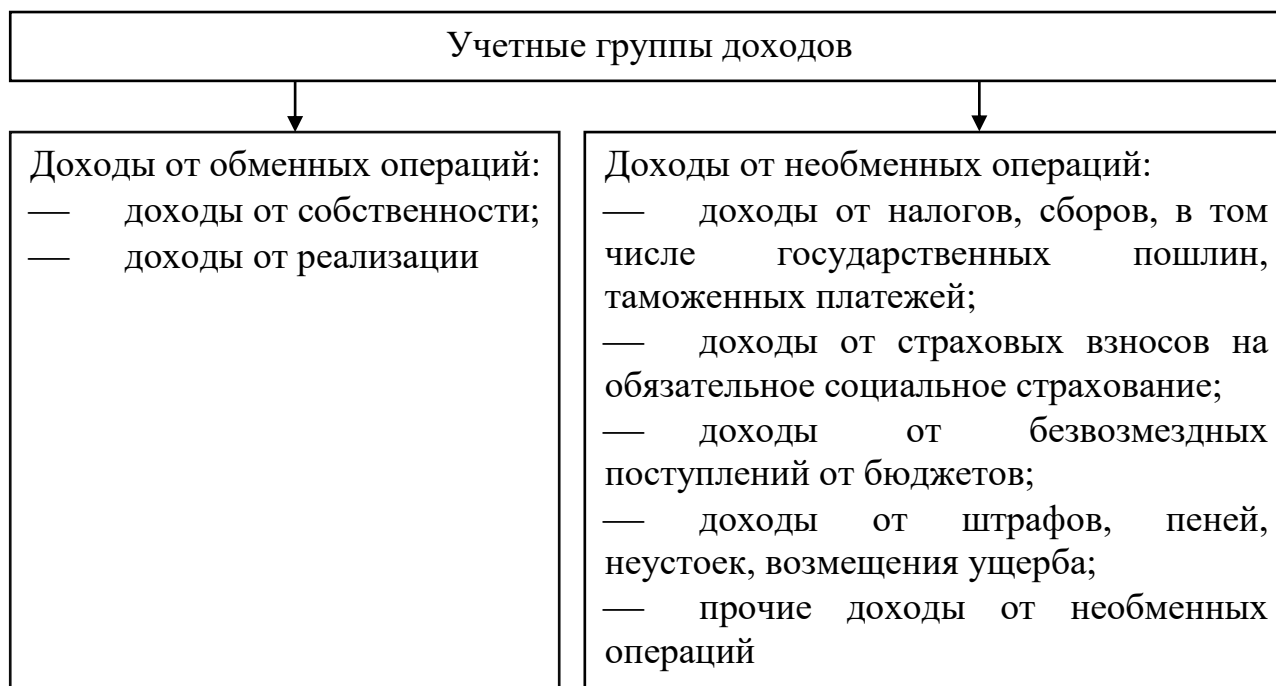 Учетные группы доходов
Доходы от обменных операций:
— доходы от собственности;
— доходы от реализации
Доходы от необменных операций:
— доходы от налогов, сборов, в том
числе государственных пошлин,
таможенных платежей;
— доходы от страховых взносов на
обязательное социальное страхование;
— доходы от безвозмездных
поступлений от бюджетов;
— доходы от штрафов, пеней,
неустоек, возмещения ущерба;
— прочие доходы от необменных
операций